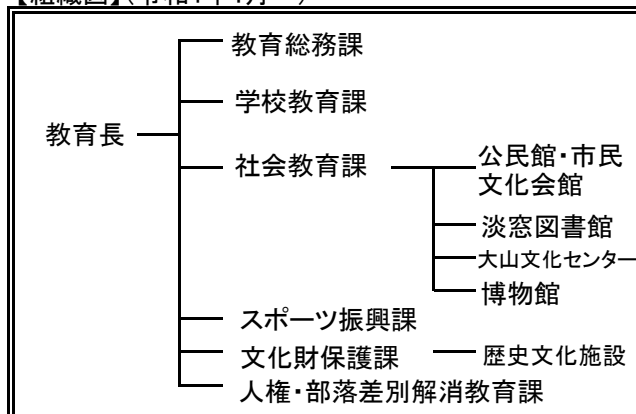 教育総務課
学校教育課
教育長
社会教育課
公民館・市民
文化会館
淡窓図書館
大山文化センター
博物館
スポーツ振興課
文化財保護課
歴史文化施設
人権・部落差別解消教育課